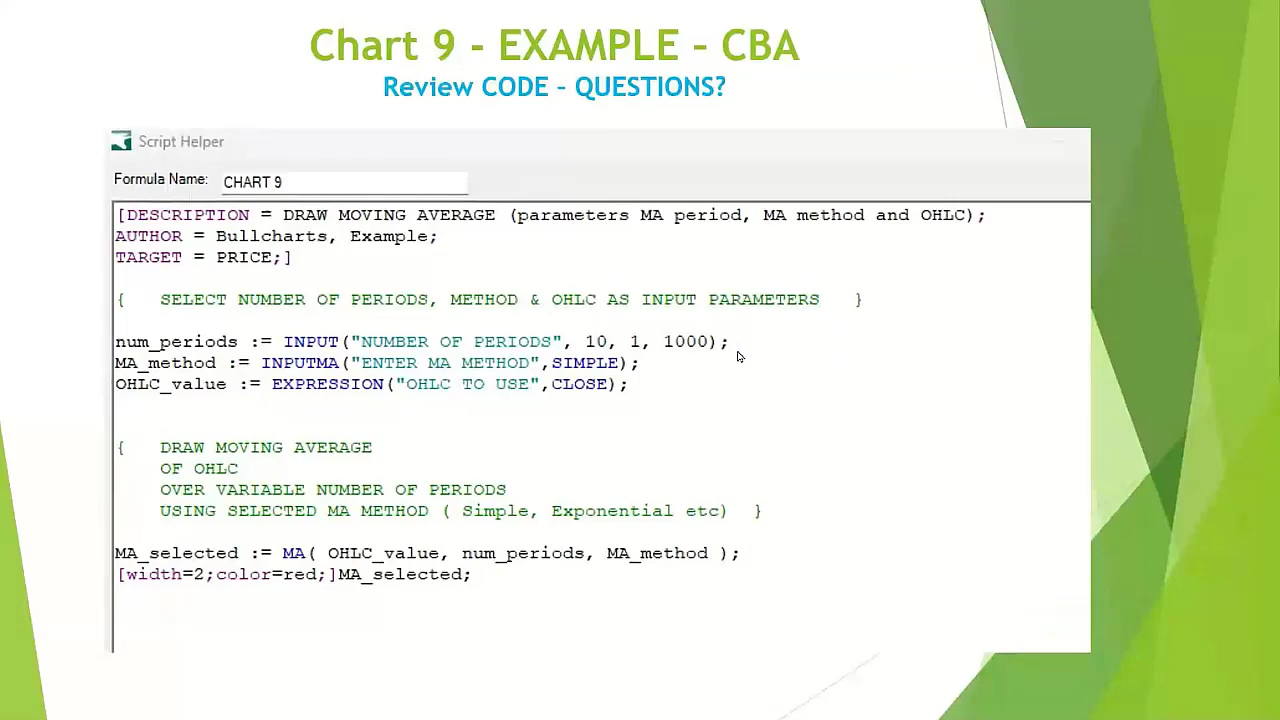 Chart 9 - EXAMPLE – CBA
Review CODE – QUESTIONS?
Script Helper
Formula Name: CHART 9
[DESCRIPTION = DRAW MOVING AVERAGE (parameters MA period, MA method and OHLC);
AUTHOR = Bullcharts, Example;
TARGET = PRICE;]
{ SELECT NUMBER OF PERIODS, METHOD & OHLC AS INPUT PARAMETERS }
num_periods := INPUT("NUMBER OF PERIODS", 10, 1, 1000);
MA_method := INPUTMA("ENTER MA METHOD",SIMPLE);
OHLC_value := EXPRESSION("OHLC TO USE",CLOSE);
{ DRAW MOVING AVERAGE
OF OHLC
OVER VARIABLE NUMBER OF PERIODS
USING SELECTED MA METHOD ( Simple, Exponential etc) }
MA_selected := MA( OHLC_value, num_periods, MA_method );
[width=2;color=red;]MA_selected;